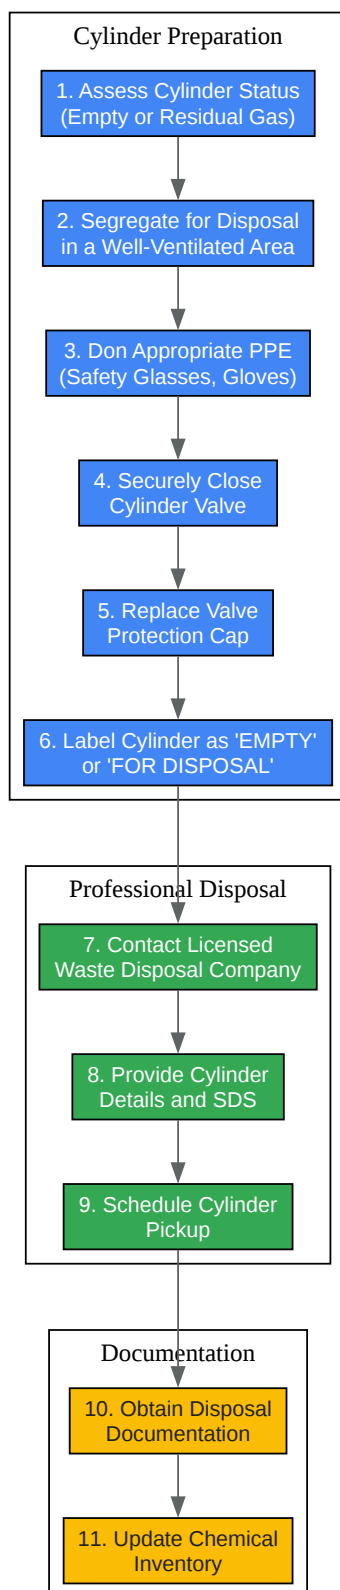 Cylinder Preparation
1. Assess Cylinder Status
(Empty or Residual Gas)
2. Segregate for Disposal
in a Well-Ventilated Area
3. Don Appropriate PPE
(Safety Glasses, Gloves)
4. Securely Close
Cylinder Valve
5. Replace Valve
Protection Cap
6. Label Cylinder as 'EMPTY'
or 'FOR DISPOSAL'
Professional Disposal
7. Contact Licensed
Waste Disposal Company
8. Provide Cylinder
Details and SDS
9. Schedule Cylinder
Pickup
Documentation
10. Obtain Disposal
Documentation
11. Update Chemical
Inventory